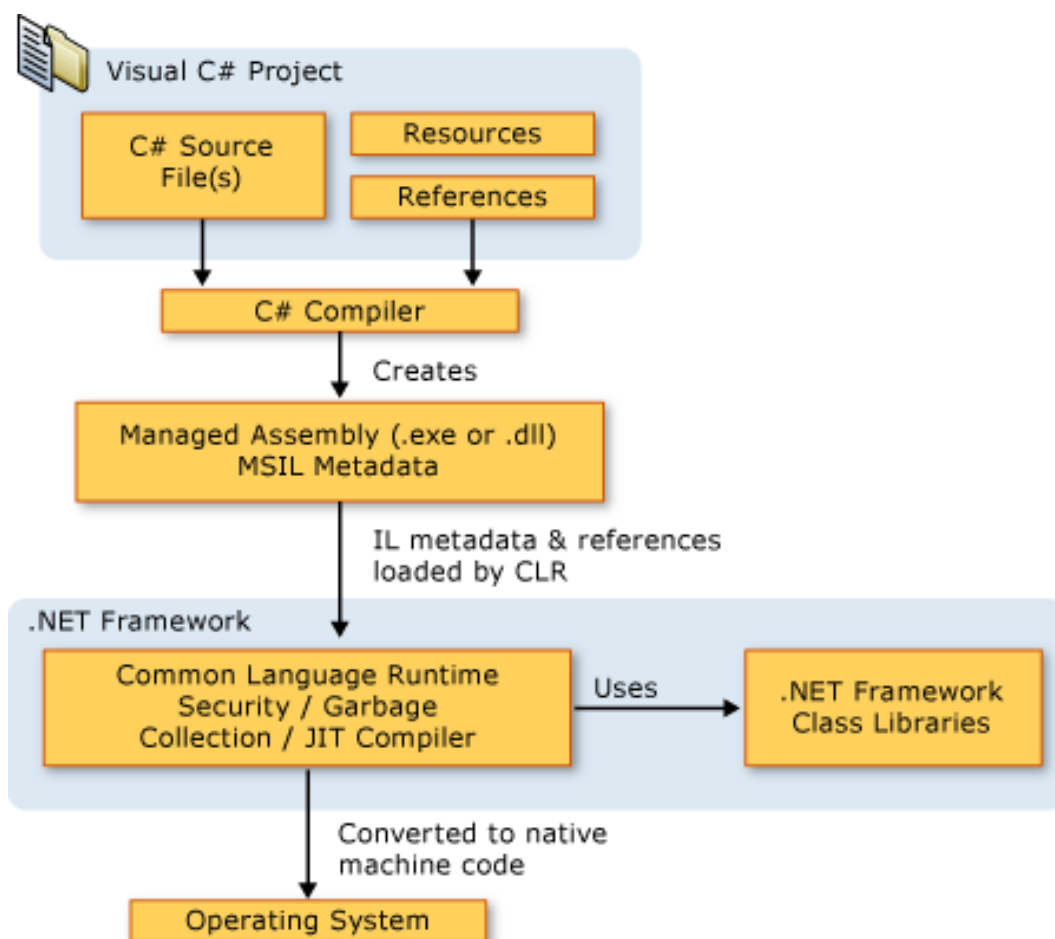 Visual C# Project
C# Source
File(s)
Resources
References
C# Compiler
Creates
Managed Assembly (.exe or .dll)
MSIL Metadata
IL metadata & references
loaded by CLR
.NET Framework
Common Language Runtime
Security / Garbage
Collection / JIT Compiler
Uses
.NET Framework
Class Libraries
Converted to native
machine code
Operating System